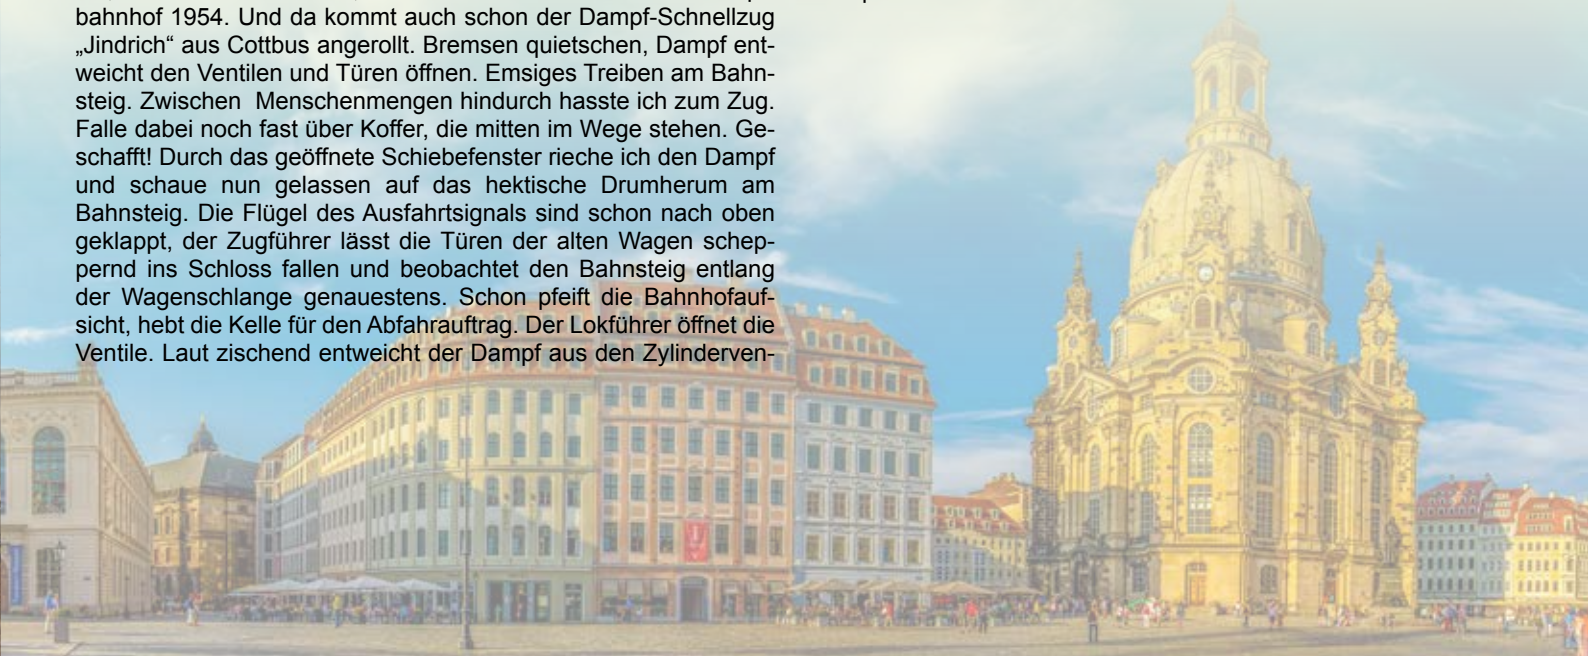 bahnhof 1954. Und da kommt auch schon der Dampf-Schnellzug
„Jindrich“ aus Cottbus angerollt. Bremsen quietschen, Dampf ent-
weicht den Ventilen und Türen öffnen. Emsiges Treiben am Bahn-
steig. Zwischen  Menschenmengen hindurch hasste ich zum Zug.
Falle dabei noch fast über Koffer, die mitten im Wege stehen. Ge-
schafft! Durch das geöffnete Schiebefenster rieche ich den Dampf
und schaue nun gelassen auf das hektische Drumherum am
Bahnsteig. Die Flügel des Ausfahrtsignals sind schon nach oben
geklappt, der Zugführer lässt die Türen der alten Wagen schep-
pernd ins Schloss fallen und beobachtet den Bahnsteig entlang
der Wagenschlange genauestens. Schon pfeift die Bahnhofauf-
sicht, hebt die Kelle für den Abfahrauftrag. Der Lokführer öffnet die
Ventile. Laut zischend entweicht der Dampf aus den Zylinderven-